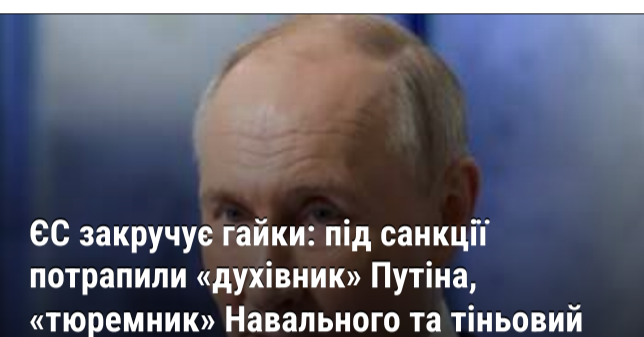 ЄС закручує гайки: під санкції
потрапили «духівник» Путіна,
«тюремник» Навального та тіньовий